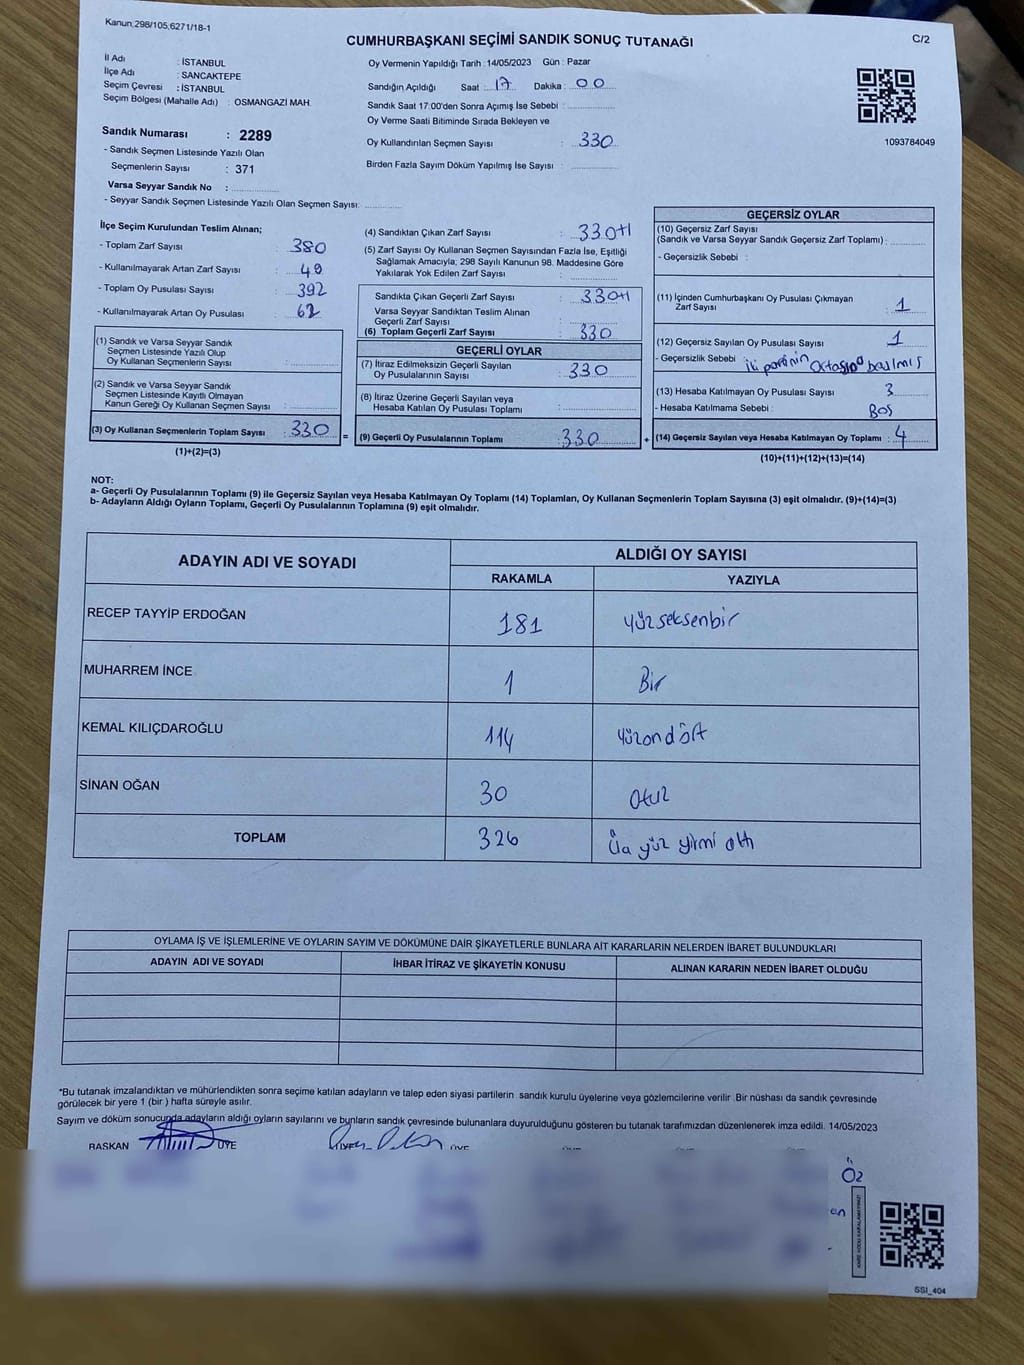 Kanun,298/105,6271/18-1
C/2
CUMHURBAŞKANI SEÇİMİ SANDIK SONUÇ TUTANAĞI
İl Adı : İSTANBUL
İlçe Adı : SANCAKTEPE
Seçim Çevresi : İSTANBUL
Seçim Bölgesi (Mahalle Adı) : OSMANGAZİ MAH.
Sandık Numarası : 2289
- Sandık Seçmen Listesinde Yazılı Olan
Seçmenlerin Sayısı : 371
Varsa Seyyar Sandık No :
- Seyyar Sandık Seçmen Listesinde Yazılı Olan Seçmen Sayısı:
Oy Vermenin Yapıldığı Tarih : 14/05/2023 Gün : Pazar
Sandığın Açıldığı Saat : 17 Dakika : 00
Sandık Saat 17:00'den Sonra Açımış İse Sebebi :
Oy Verme Saati Bitiminde Sırada Bekleyen ve
Oy Kullandırılan Seçmen Sayısı : 330
Birden Fazla Sayım Döküm Yapılmış İse Sayısı :
1093784049
İlçe Seçim Kurulundan Teslim Alınan;
- Toplam Zarf Sayısı : 380
- Kullanılmayarak Artan Zarf Sayısı : 49
- Toplam Oy Pusulası Sayısı : 392
- Kullanılmayarak Artan Oy Pusulası : 62
(1) Sandık ve Varsa Seyyar Sandık
Seçmen Listesinde Yazılı Olup
Oy Kullanan Seçmenlerin Sayısı :
(2) Sandık ve Varsa Seyyar Sandık
Seçmen Listesinde Kayıtlı Olmayan
Kanun Gereği Oy Kullanan Seçmen Sayısı :
(3) Oy Kullanan Seçmenlerin Toplam Sayısı : 330 =
(1)+(2)=(3)
(4) Sandıktan Çıkan Zarf Sayısı : 330+1
(5) Zarf Sayısı Oy Kullanan Seçmen Sayısından Fazla İse, Eşitliği
Sağlamak Amacıyla; 298 Sayılı Kanunun 98. Maddesine Göre
Yakılarak Yok Edilen Zarf Sayısı :
Sandıkta Çıkan Geçerli Zarf Sayısı : 330+1
Varsa Seyyar Sandıktan Teslim Alınan
Geçerli Zarf Sayısı :
(6) Toplam Geçerli Zarf Sayısı : 330
GEÇERLİ OYLAR
(7) İtiraz Edilmeksizin Geçerli Sayılan
Oy Pusulalarının Sayısı : 330
(8) İtiraz Üzerine Geçerli Sayılan veya
Hesaba Katılan Oy Pusulası Toplamı :
(9) Geçerli Oy Pusulalarının Toplamı : 330 +
GEÇERSİZ OYLAR
(10) Geçersiz Zarf Sayısı
(Sandık ve Varsa Seyyar Sandık Geçersiz Zarf Toplamı) :
- Geçersizlik Sebebi :
(11) İçinden Cumhurbaşkanı Oy Pusulası Çıkmayan
Zarf Sayısı : 1
(12) Geçersiz Sayılan Oy Pusulası Sayısı : 1
- Geçersizlik Sebebi : iki partinin ortasına basılmış
(13) Hesaba Katılmayan Oy Pusulası Sayısı : 3
- Hesaba Katılmama Sebebi : Boş
(14) Geçersiz Sayılan veya Hesaba Katılmayan Oy Toplamı : 4
(10)+(11)+(12)+(13)=(14)
NOT:
a- Geçerli Oy Pusulalarının Toplamı (9) ile Geçersiz Sayılan veya Hesaba Katılmayan Oy Toplamı (14) Toplamları, Oy Kullanan Seçmenlerin Toplam Sayısına (3) eşit olmalıdır. (9)+(14)=(3)
b- Adayların Aldığı Oyların Toplamı, Geçerli Oy Pusulalarının Toplamına (9) eşit olmalıdır.
ADAYIN ADI VE SOYADI ALDIĞI OY SAYISI
RAKAMLA YAZIYLA
RECEP TAYYİP ERDOĞAN 181 yüzseksenbir
MUHARREM İNCE 1 Bir
KEMAL KILIÇDAROĞLU 114 yüzondört
SİNAN OĞAN 30 otuz
TOPLAM 326 Üç yüz yirmi altı
OYLAMA İŞ VE İŞLEMLERİNE VE OYLARIN SAYIM VE DÖKÜMÜNE DAİR ŞİKAYETLERLE BUNLARA AİT KARARLARIN NELERDEN İBARET BULUNDUKLARI
ADAYIN ADI VE SOYADI İHBAR İTİRAZ VE ŞİKAYETİN KONUSU ALINAN KARARIN NEDEN İBARET OLDUĞU
*Bu tutanak imzalandıktan ve mühürlendikten sonra seçime katılan adayların ve talep eden siyasi partilerin sandık kurulu üyelerine veya gözlemcilerine verilir. Bir nüshası da sandık çevresinde
görülecek bir yere 1 (bir ) hafta süreyle asılır.
Sayım ve döküm sonucunda adayların aldığı oyların sayılarını ve bunların sandık çevresinde bulunanlara duyurulduğunu gösteren bu tutanak tarafımızdan düzenlenerek imza edildi. 14/05/2023
BAŞKAN ÜYE ÜYE ÜYE
SSİ_404